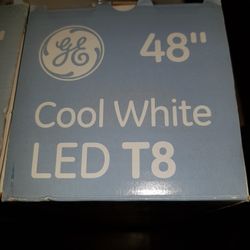 GE
48"
Cool White
LED T8